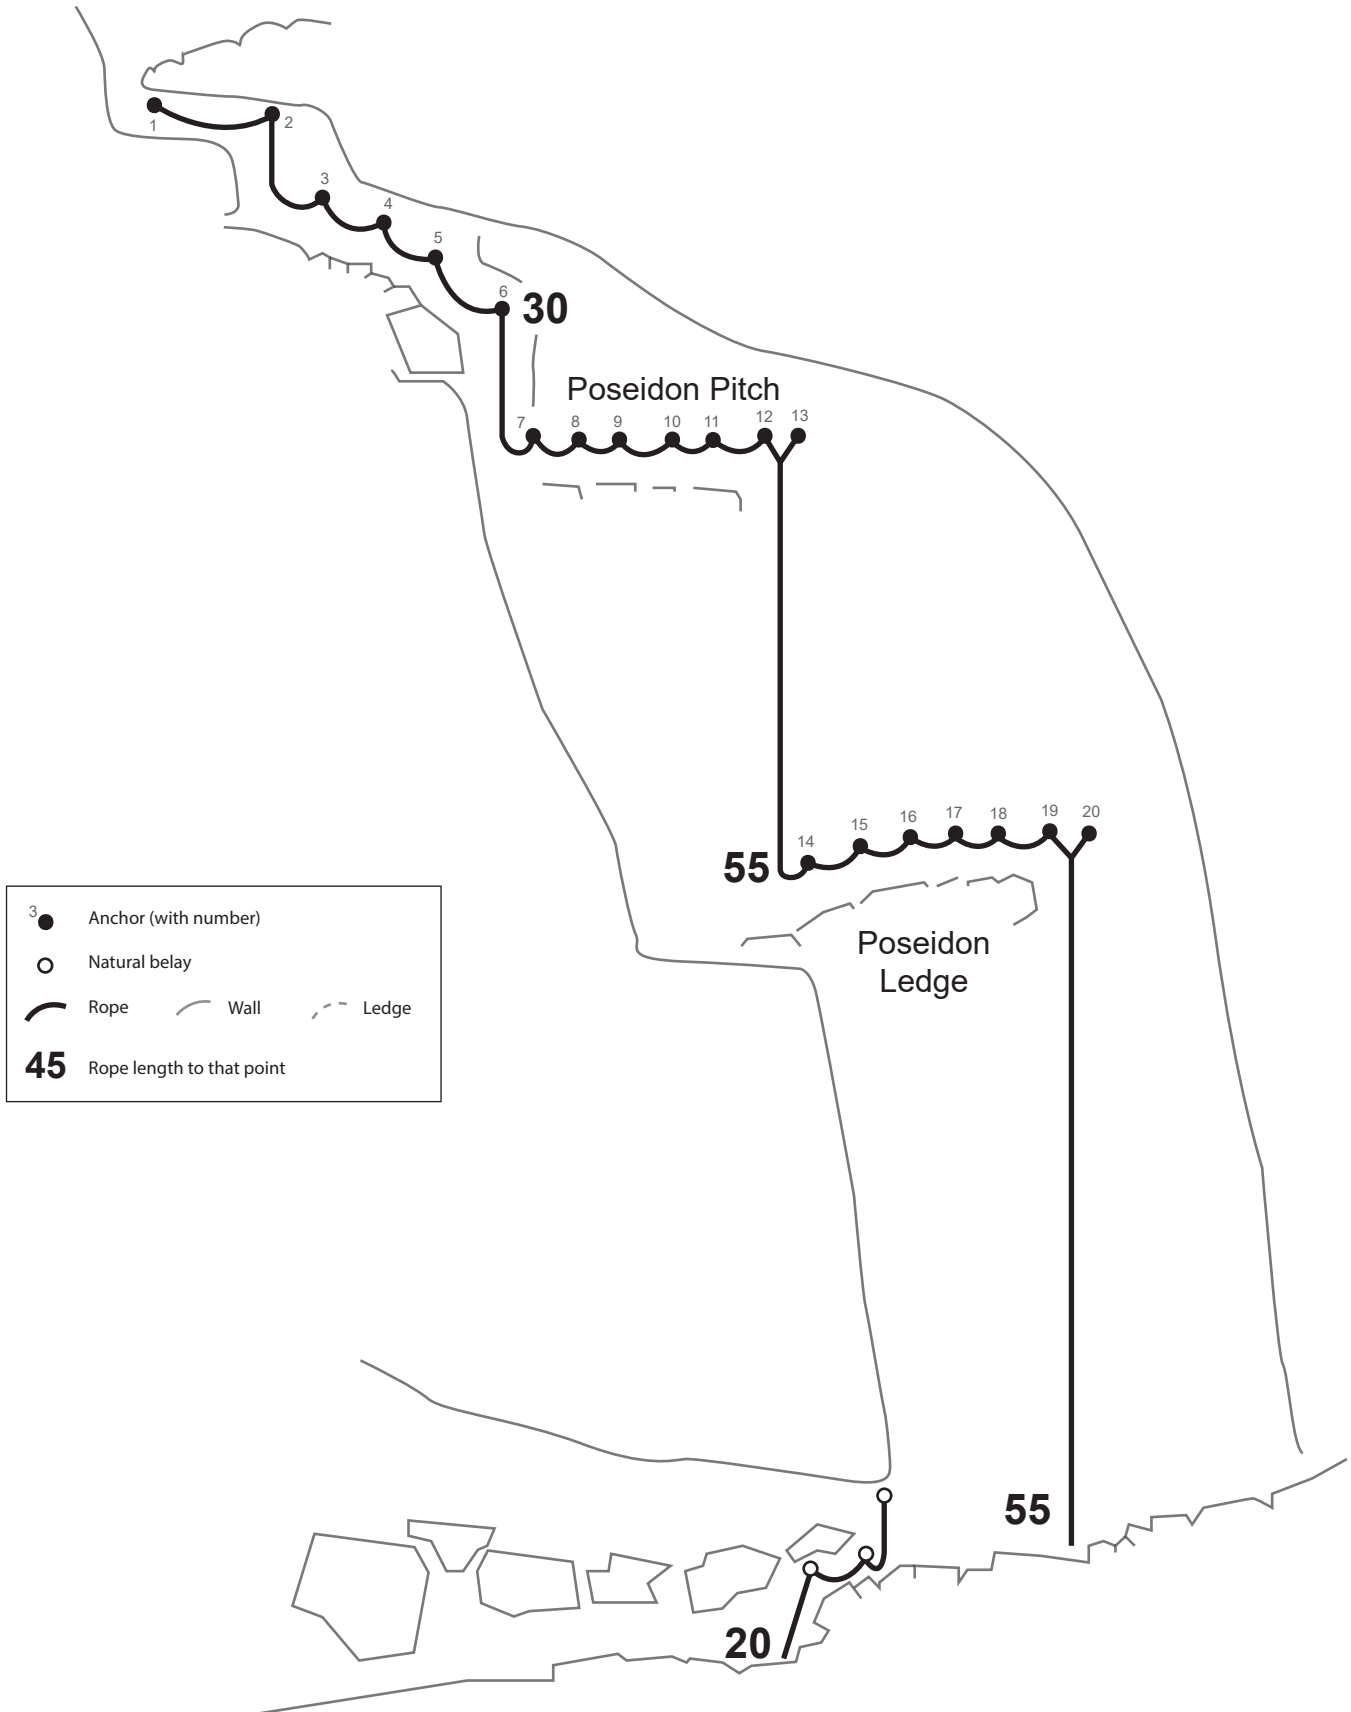 1
2
3
4
5
6
30
Poseidon Pitch
7
8
9
10
11
12
13
14
15
16
17
18
19
20
55
Poseidon
Ledge
3
Anchor (with number)
Natural belay
Rope
Wall
Ledge
45
Rope length to that point
55
20